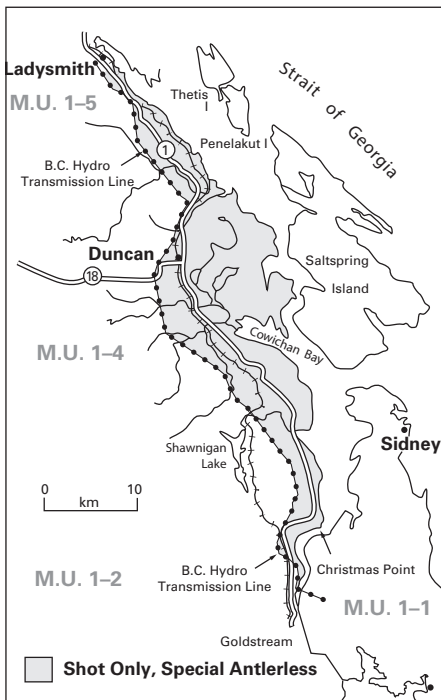 Ladysmith
M.U. 1–5
Thetis
I
Strait of Georgia
Penelakut I
1
B.C. Hydro
Transmission Line
Duncan
18
Saltspring
Island
Cowichan Bay
M.U. 1–4
Sidney
Shawnigan
Lake
0 10
km
B.C. Hydro
Transmission Line
Christmas Point
M.U. 1–2
M.U. 1–1
Goldstream
Shot Only, Special Antlerless